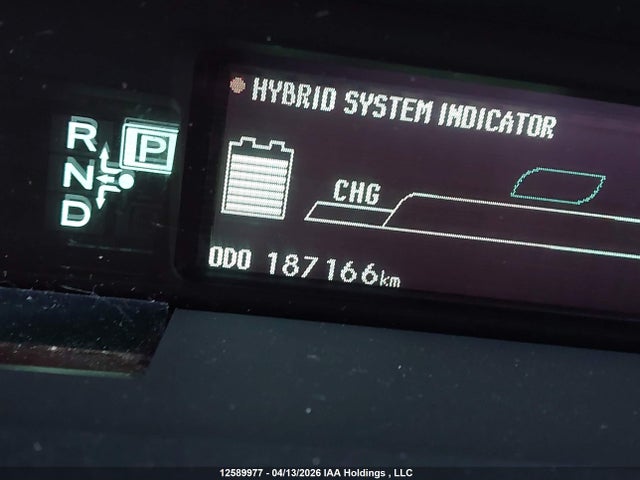 HYBRID SYSTEM INDICATOR
R
P
N
D
CHG
ODO 187166km
12589977 - 04/13/2026 IAA Holdings , LLC